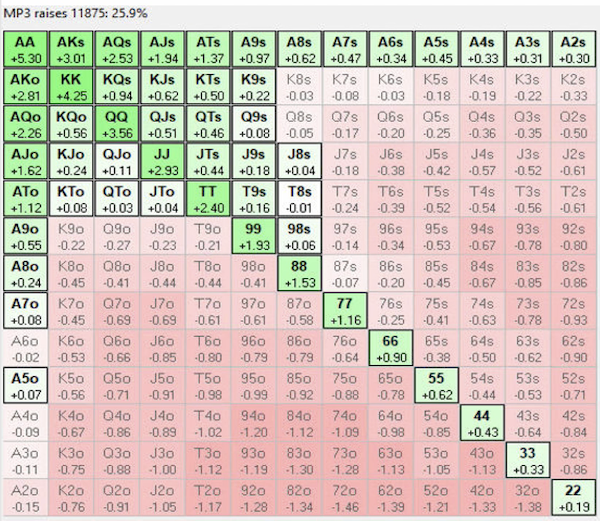 MP3 raises 11875: 25.9%
AA AKs AQs AJs ATs A9s A8s A7s A6s A5s A4s A3s A2s
+5.30 +3.01 +2.53 +1.94 +1.37 +0.97 +0.62 +0.47 +0.34 +0.45 +0.33 +0.31 +0.30
AKo KK KQs KJs KTs K9s K8s K7s K6s K5s K4s K3s K2s
+2.81 +4.25 +0.94 +0.62 +0.50 +0.22 -0.03 -0.08 -0.03 -0.18 -0.19 -0.22 -0.33
AQo KQo QQ QJs QTs Q9s Q8s Q7s Q6s Q5s Q4s Q3s Q2s
+2.26 +0.56 +3.56 +0.51 +0.46 +0.08 -0.05 -0.17 -0.20 -0.25 -0.36 -0.35 -0.50
AJo KJo QJo JJ JTs J9s J8s J7s J6s J5s J4s J3s J2s
+1.62 +0.24 +0.11 +2.93 +0.44 +0.18 +0.04 -0.18 -0.38 -0.42 -0.57 -0.52 -0.61
ATo KTo QTo JTo TT T9s T8s T7s T6s T5s T4s T3s T2s
+1.12 +0.08 +0.03 +0.04 +2.40 +0.16 -0.01 -0.24 -0.39 -0.52 -0.54 -0.56 -0.61
A9o K9o Q9o J9o T9o 99 98s 97s 96s 95s 94s 93s 92s
+0.55 -0.22 -0.27 -0.23 -0.21 +1.93 +0.06 -0.14 -0.34 -0.53 -0.67 -0.78 -0.80
A8o K8o Q8o J8o T8o 98o 88 87s 86s 85s 84s 83s 82s
+0.24 -0.45 -0.41 -0.44 -0.44 -0.41 +1.53 -0.07 -0.20 -0.45 -0.67 -0.85 -0.86
A7o K7o Q7o J7o T7o 97o 87o 77 76s 75s 74s 73s 72s
+0.08 -0.45 -0.69 -0.69 -0.61 -0.61 -0.58 +1.16 -0.25 -0.41 -0.63 -0.78 -0.93
A6o K6o Q6o J6o T6o 96o 86o 76o 66 65s 64s 63s 62s
-0.02 -0.53 -0.66 -0.85 -0.80 -0.79 -0.79 -0.64 +0.90 -0.38 -0.50 -0.62 -0.90
A5o K5o Q5o J5o T5o 95o 85o 75o 65o 55 54s 53s 52s
+0.07 -0.56 -0.71 -0.91 -0.98 -0.99 -0.92 -0.88 -0.78 +0.62 -0.44 -0.53 -0.71
A4o K4o Q4o J4o T4o 94o 84o 74o 64o 54o 44 43s 42s
-0.09 -0.67 -0.86 -0.89 -1.02 -1.20 -1.12 -1.09 -0.98 -0.85 +0.43 -0.64 -0.84
A3o K3o Q3o J3o T3o 93o 83o 73o 63o 53o 43o 33 32s
-0.11 -0.75 -0.88 -1.00 -1.12 -1.19 -1.30 -1.28 -1.13 -1.05 -1.13 +0.33 -0.86
A2o K2o Q2o J2o T2o 92o 82o 72o 62o 52o 42o 32o 22
-0.15 -0.76 -0.91 -1.05 -1.17 -1.28 -1.34 -1.46 -1.39 -1.21 -1.33 -1.38 +0.19